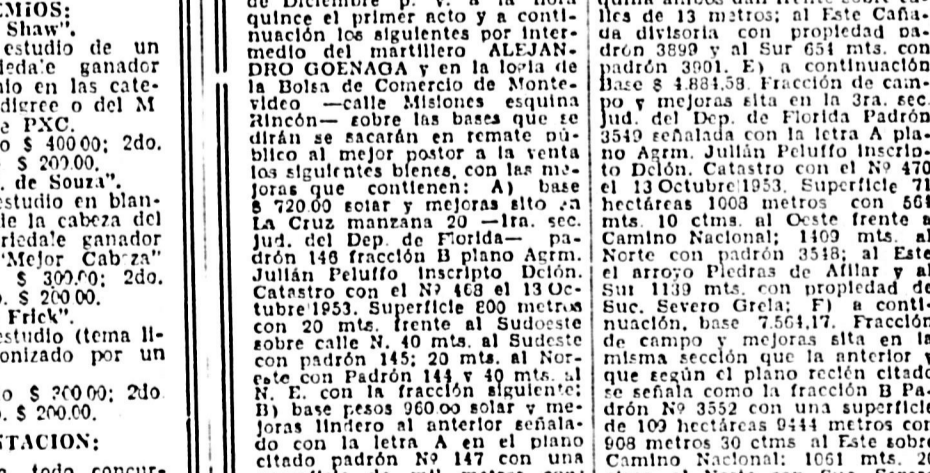 EMIOS:
Shaw".
estudio de un
ganador
en las cate-
o del M
e PXC.
o $ 400 00; 2do.
$ 200.00.
. de Souza".
estudio en blan-
de la cabeza del
ganador
"Mejor Cabeza"
$ 300.00; 2do.
. $ 200 00.
Frick".
estudio (tema li-
onizado por un
00; 2do
. $ 200.00.
TACION:
todo concur-
de Diciembre p. v. a la hora
quince el primer acto y a conti-
nuación los siguientes por inter-
medio del martillero ALEJAN-
DRO GOENAGA y en la lonja de
la Bolsa de Comercio de Monte-
video —calle Misiones esquina
Rincón— sobre las bases que se
dirán se sacarán en remate pú-
blico al mejor postor a la venta
los siguientes bienes, con las me-
joras que contienen: A) base
$ 720.00 solar y mejoras sito en
La Cruz manzana 20 —1ra. sec.
Jud. del Dep. de Florida— pa-
drón 146 fracción B plano Agrm.
Julián Peluffo inscripto Dción.
Catastro con el Nº 468 el 13 Oc-
tubre 1953. Superficie 800 metros
con 20 mts. frente al Sudoeste
sobre calle N. 40 mts. al Sudeste
con padrón 145; 20 mts. al Nor-
este con Padrón 144 y 40 mts. al
N. E. con la fracción siguiente;
B) base pesos 960.oo solar y me-
joras lindero al anterior señala-
do con la letra A en el plano
citado padrón Nº 147 con una
lles de 13 metros; al Este Caña-
da divisoria con propiedad pa-
drón 3899 y al Sur 651 mts. con
padrón 3901. E) a continuación
Base $ 4.884,58. Fracción de cam-
po y mejoras sita en la 3ra. sec.
Jud. del Dep. de Florida Padrón
3549 señalada con la letra A pla-
no Agrm. Julián Peluffo inscrip-
to Dción. Catastro con el Nº 470
el 13 Octubre 1953. Superficie 71
hectáreas 1008 metros con 564
mts. 10 ctms. al Oeste frente a
Camino Nacional; 1409 mts. al
Norte con padrón 3548; al Este
el arroyo Piedras de Afilar y al
Sur 1139 mts. con propiedad de
Suc. Severo Grela; F) a conti-
nuación, base 7.564,17. Fracción
de campo y mejoras sita en la
misma sección que la anterior y
que según el plano recién citado
se señala como la fracción B Pa-
drón Nº 3552 con una superficie
de 109 hectáreas 9444 metros con
908 metros 30 ctms al Este sobre
Camino Nacional; 1061 mts. 20